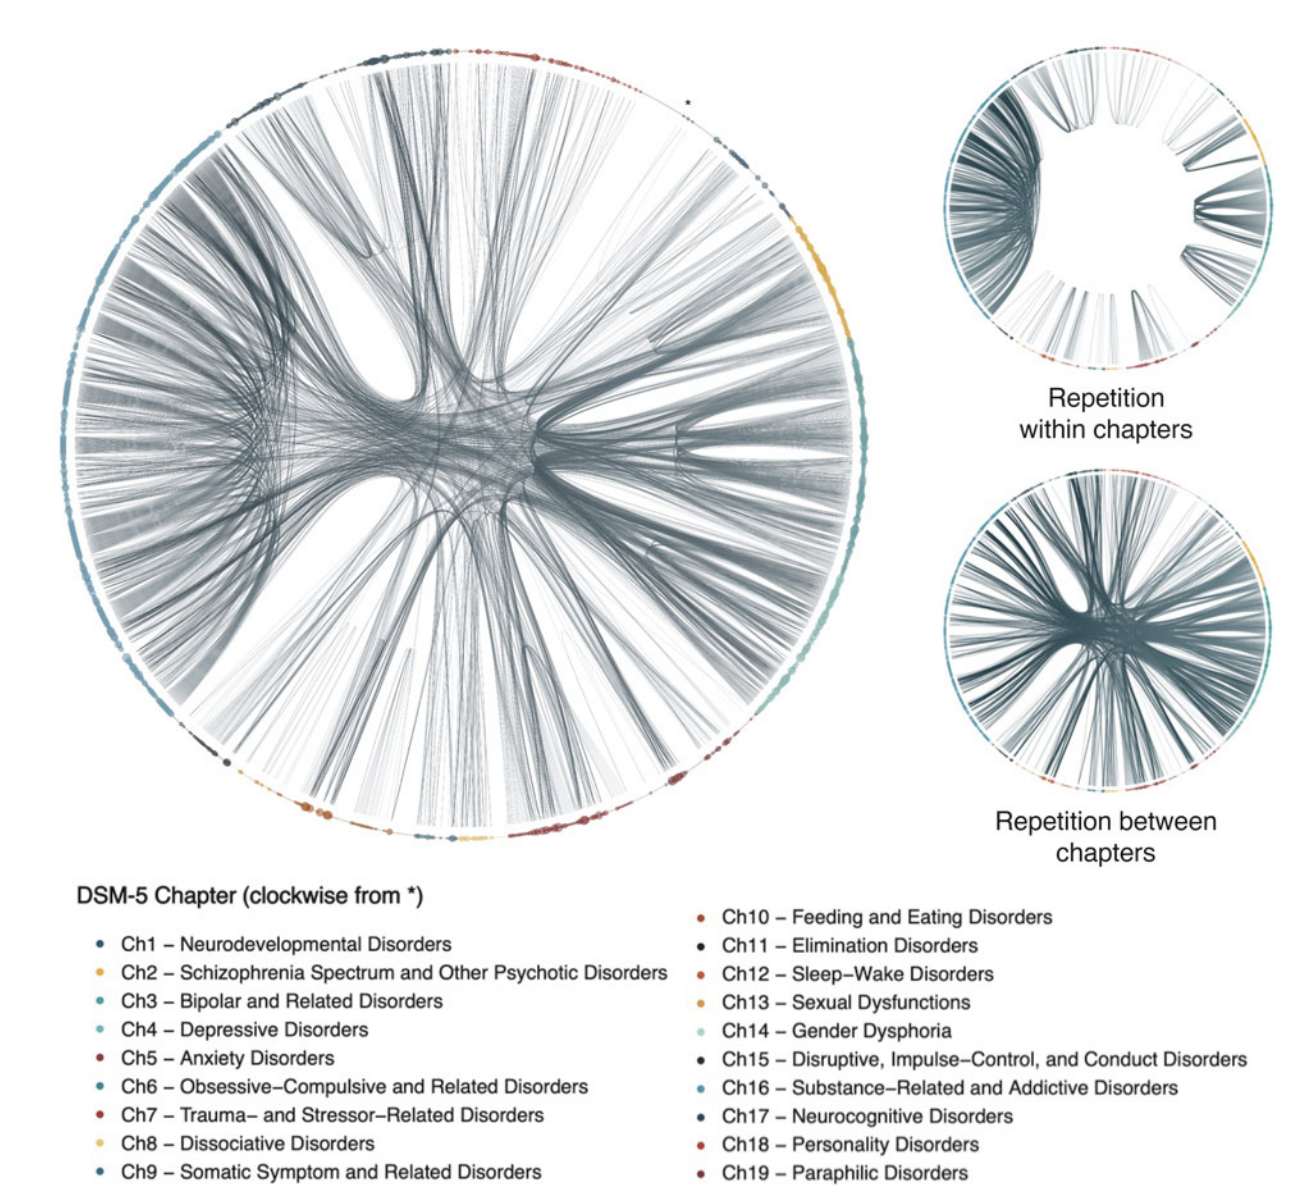 *
Repetition
within chapters
Repetition between
chapters
DSM-5 Chapter (clockwise from *)
Ch1 – Neurodevelopmental Disorders
Ch2 – Schizophrenia Spectrum and Other Psychotic Disorders
Ch3 – Bipolar and Related Disorders
Ch4 – Depressive Disorders
Ch5 – Anxiety Disorders
Ch6 – Obsessive–Compulsive and Related Disorders
Ch7 – Trauma– and Stressor–Related Disorders
Ch8 – Dissociative Disorders
Ch9 – Somatic Symptom and Related Disorders
Ch10 – Feeding and Eating Disorders
Ch11 – Elimination Disorders
Ch12 – Sleep–Wake Disorders
Ch13 – Sexual Dysfunctions
Ch14 – Gender Dysphoria
Ch15 – Disruptive, Impulse–Control, and Conduct Disorders
Ch16 – Substance–Related and Addictive Disorders
Ch17 – Neurocognitive Disorders
Ch18 – Personality Disorders
Ch19 – Paraphilic Disorders